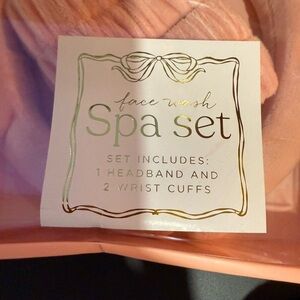 face wash
Spa set
SET INCLUDES:
1 HEADBAND AND
2 WRIST CUFFS